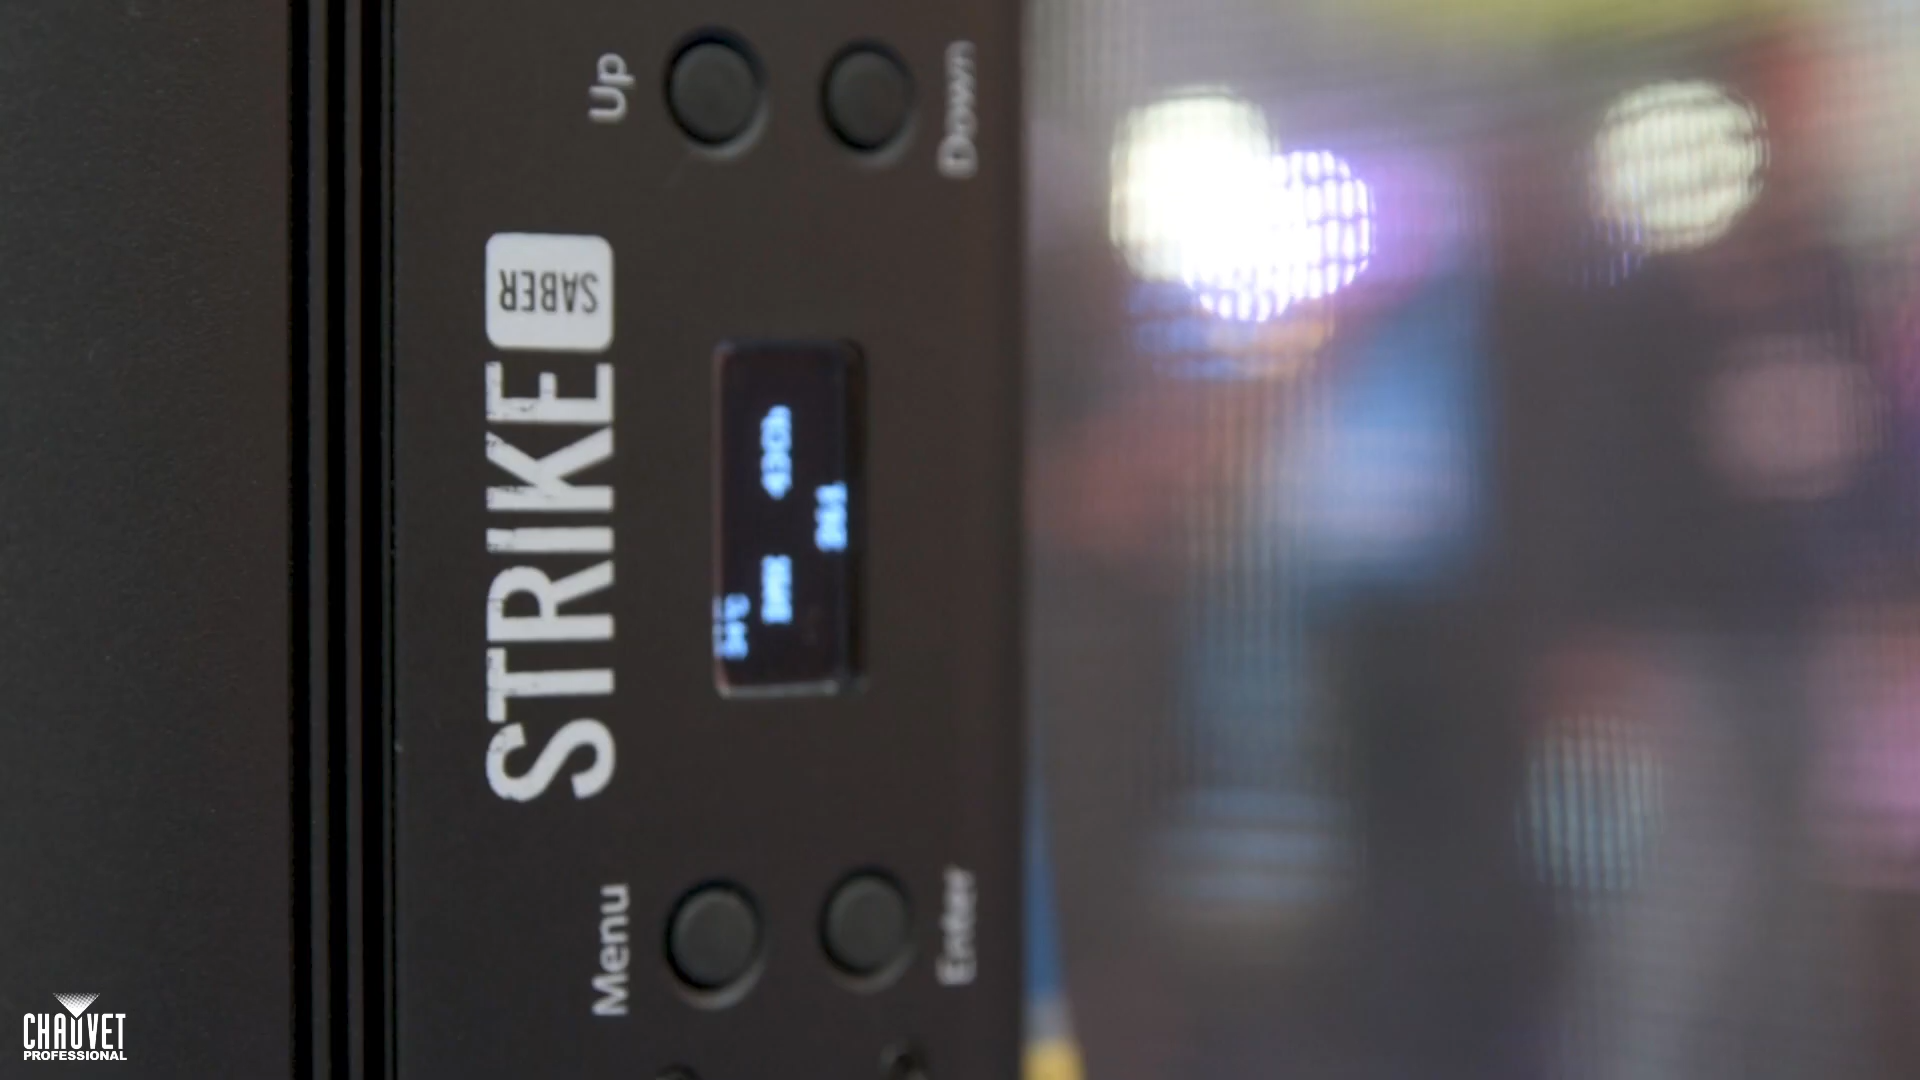 STRIKE
SABER
Up
Down
Menu
Enter
CHAUVET
PROFESSIONAL